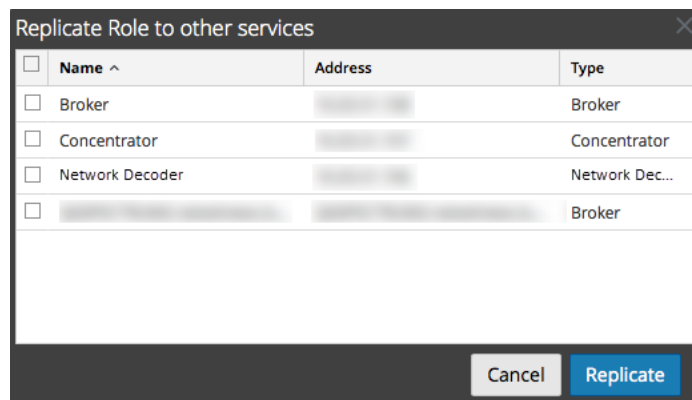 Replicate Role to other services
Name Address Type
Broker Broker
Concentrator Concentrator
Network Decoder Network Dec...
Broker
Cancel Replicate